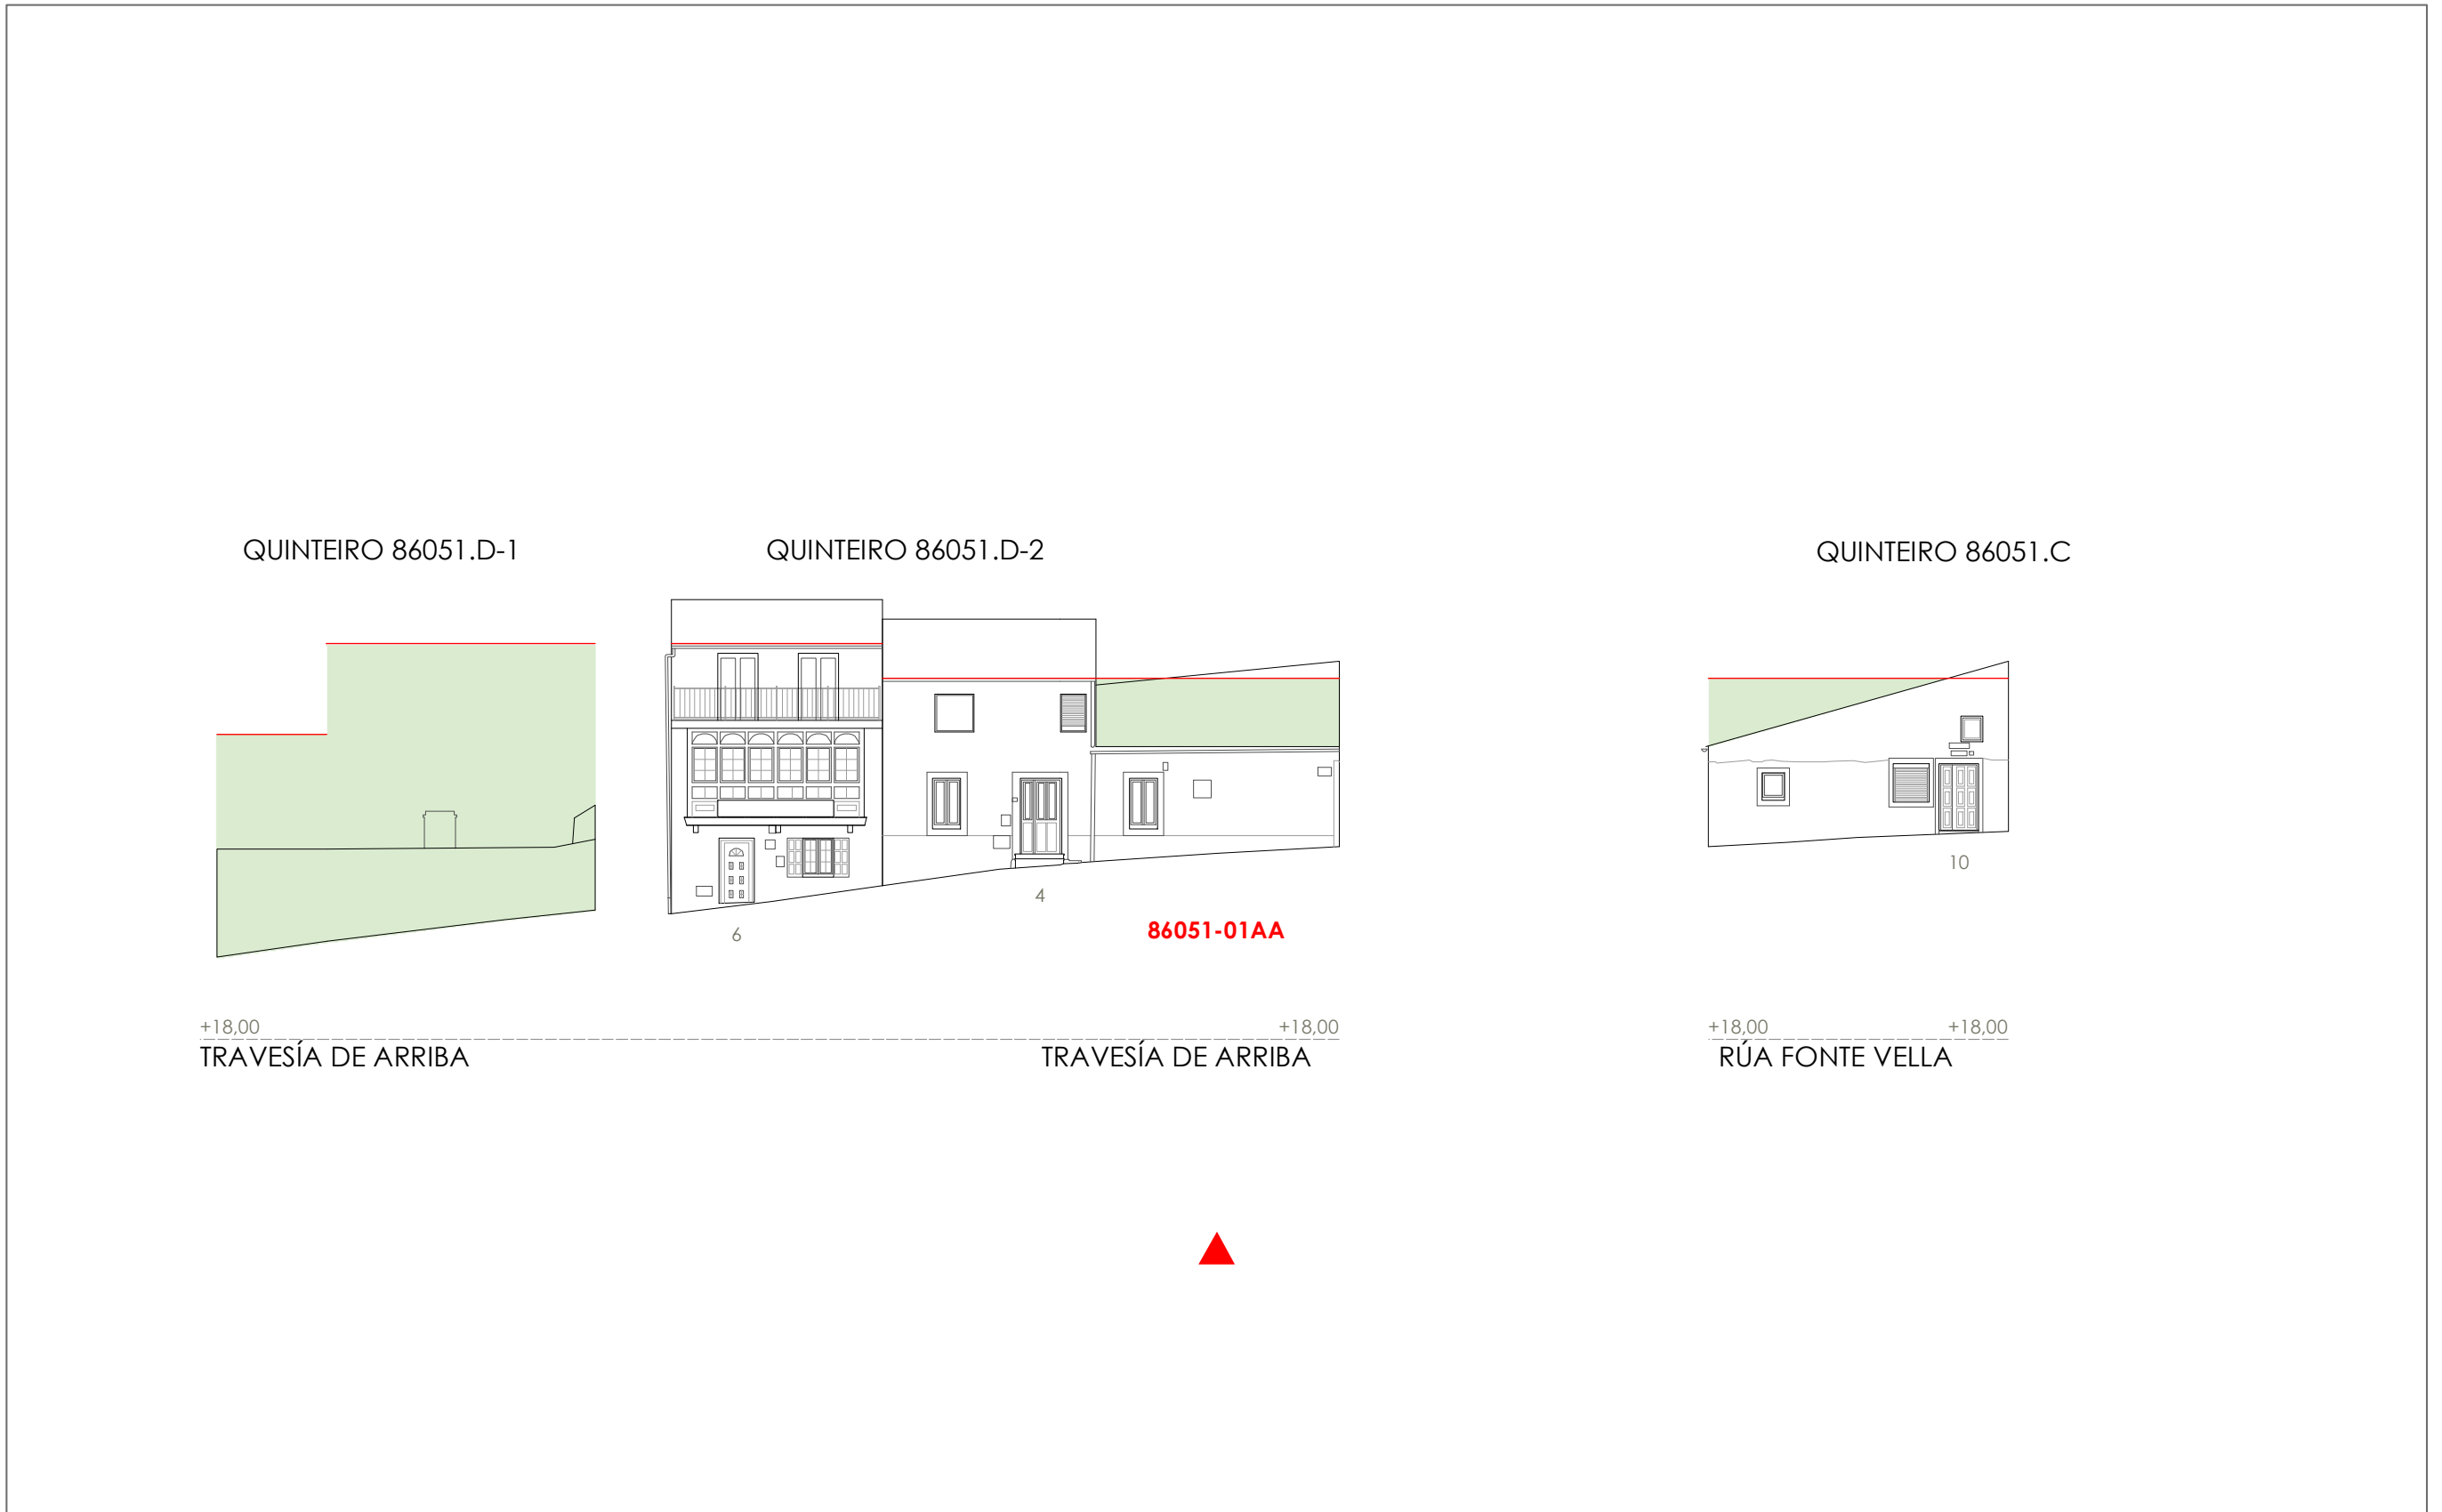 QUINTEIRO 86051.D-1
QUINTEIRO 86051.D-2
QUINTEIRO 86051.C
10
4
86051-01AA
6
+18,00
+18,00
+18,00
+18,00
TRAVESÍA DE ARRIBA
TRAVESÍA DE ARRIBA
RÚA FONTE VELLA